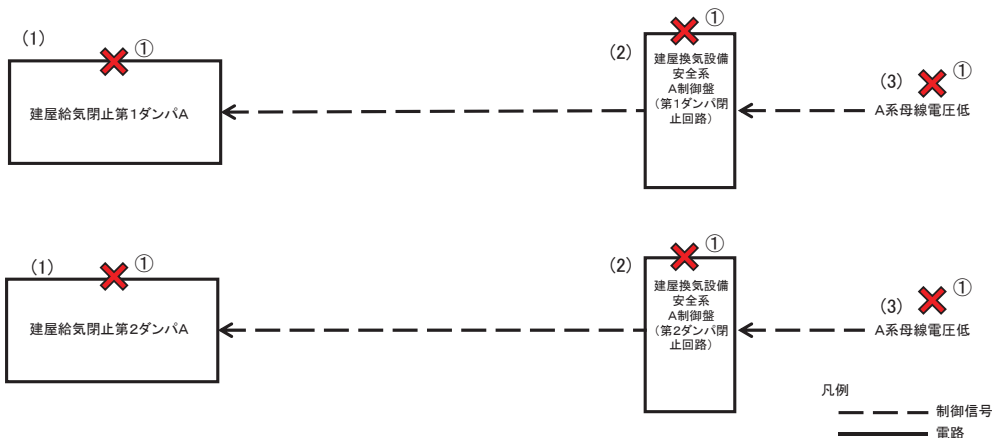 (1) ①
建屋給気閉止第1ダンパA
(2) ①
建屋換気設備
安全系
A制御盤
(第1ダンパ閉
止回路)
(3) ①
A系母線電圧低
(1) ①
建屋給気閉止第2ダンパA
(2) ①
建屋換気設備
安全系
A制御盤
(第2ダンパ閉
止回路)
(3) ①
A系母線電圧低
凡例
制御信号
電路